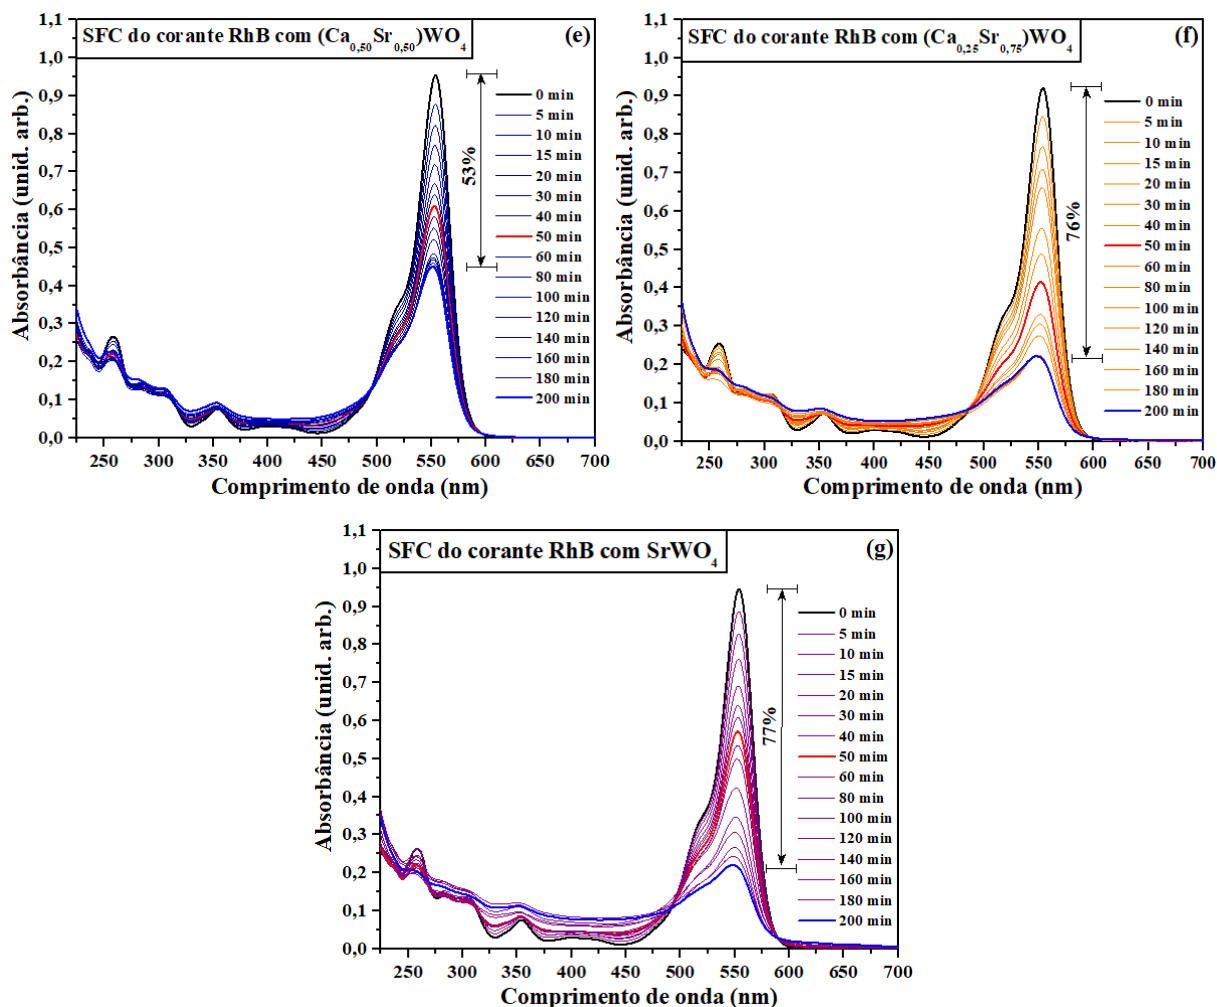 SFC do corante RhB com (Ca0,50Sr0,50)WO4
(e)
Absorbância (unid. arb.)
1,1
1,0
0,9
0,8
0,7
0,6
0,5
0,4
0,3
0,2
0,1
0,0
53%
0 min
5 min
10 min
15 min
20 min
30 min
40 min
50 min
60 min
80 min
100 min
120 min
140 min
160 min
180 min
200 min
250 300 350 400 450 500 550 600 650 700
Comprimento de onda (nm)
SFC do corante RhB com (Ca0,25Sr0,75)WO4
(f)
Absorbância (unid. arb.)
1,1
1,0
0,9
0,8
0,7
0,6
0,5
0,4
0,3
0,2
0,1
0,0
76%
0 min
5 min
10 min
15 min
20 min
30 min
40 min
50 min
60 min
80 min
100 min
120 min
140 min
160 min
180 min
200 min
250 300 350 400 450 500 550 600 650 700
Comprimento de onda (nm)
SFC do corante RhB com SrWO4
(g)
Absorbância (unid. arb.)
1,1
1,0
0,9
0,8
0,7
0,6
0,5
0,4
0,3
0,2
0,1
0,0
77%
0 min
5 min
10 min
15 min
20 min
30 min
40 min
50 mim
60 min
80 min
100 min
120 min
140 min
160 min
180 min
200 min
250 300 350 400 450 500 550 600 650 700
Comprimento de onda (nm)